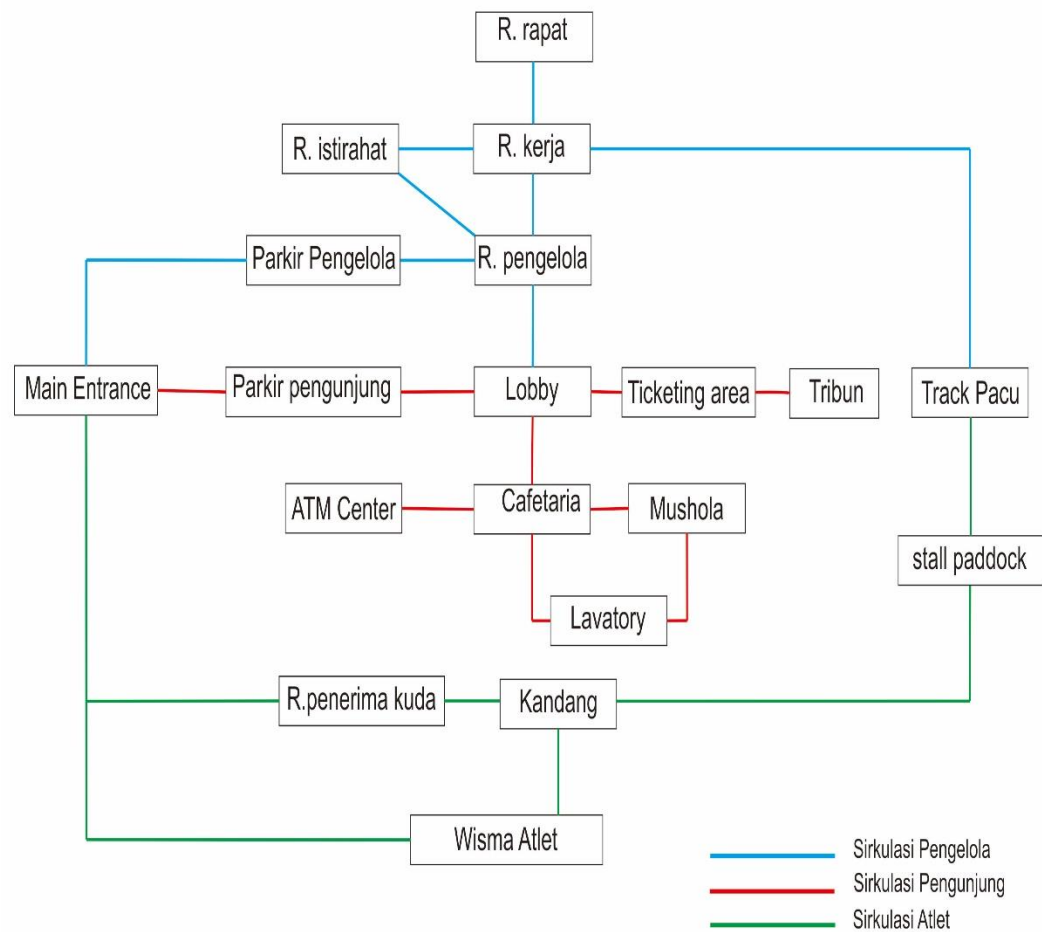 R. rapat
R. istirahat
R. kerja
Parkir Pengelola
R. pengelola
Main Entrance
Parkir pengunjung
Lobby
Ticketing area
Tribun
Track Pacu
ATM Center
Cafetaria
Mushola
stall paddock
Lavatory
R.penerima kuda
Kandang
Wisma Atlet
Sirkulasi Pengelola
Sirkulasi Pengunjung
Sirkulasi Atlet